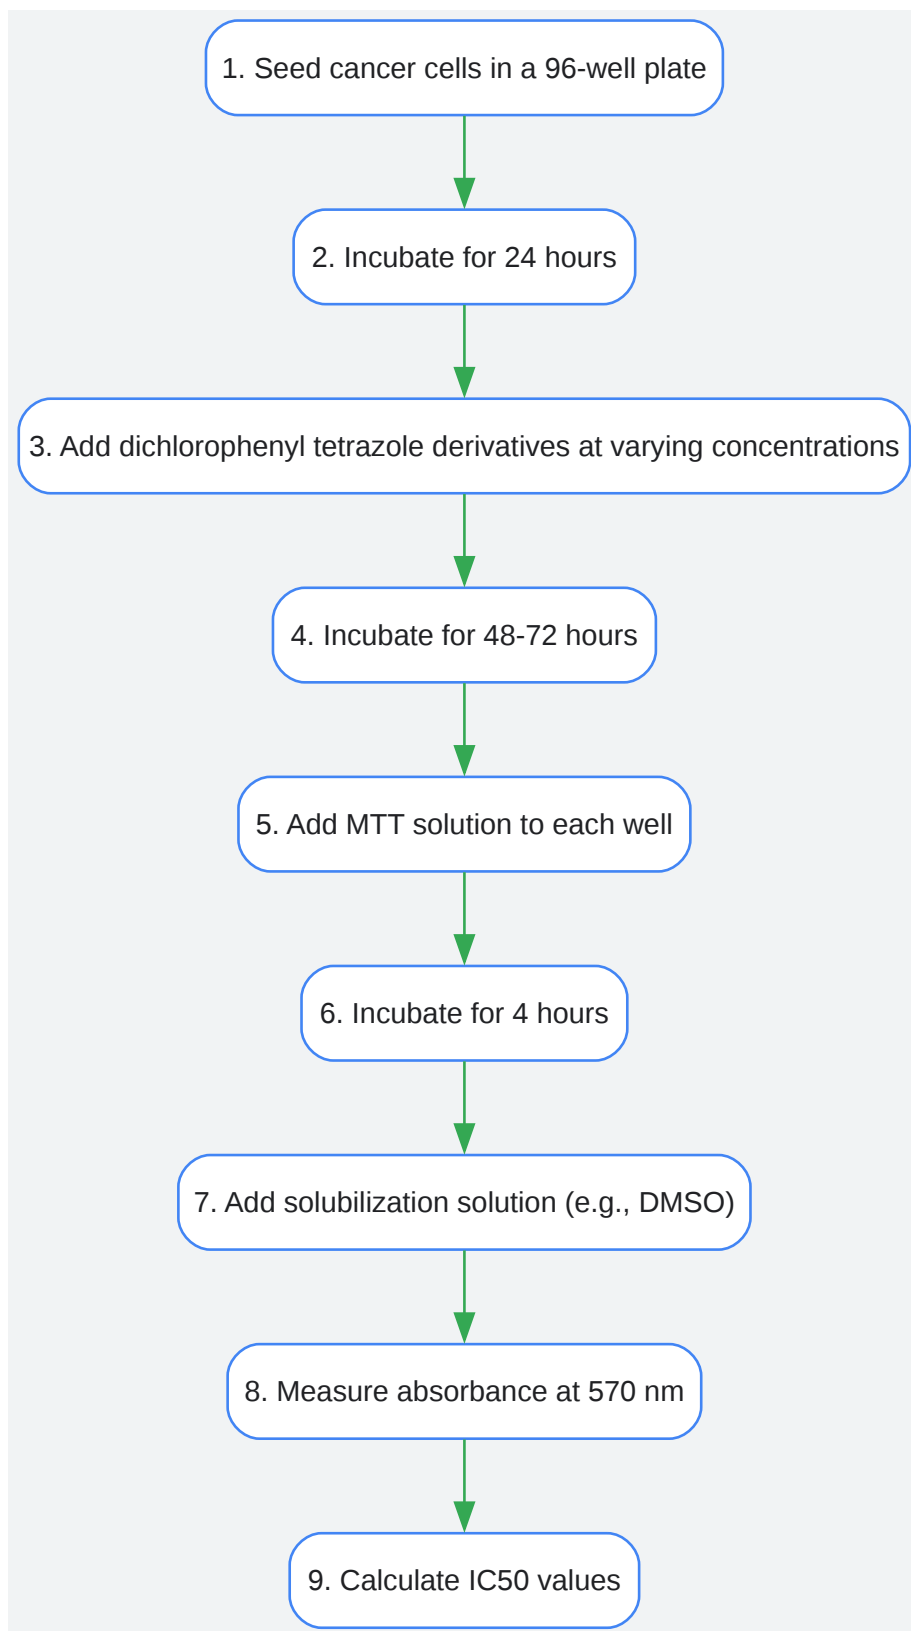 1. Seed cancer cells in a 96-well plate
2. Incubate for 24 hours
3. Add dichlorophenyl tetrazole derivatives at varying concentrations
4. Incubate for 48-72 hours
5. Add MTT solution to each well
6. Incubate for 4 hours
7. Add solubilization solution (e.g., DMSO)
8. Measure absorbance at 570 nm
9. Calculate IC50 values